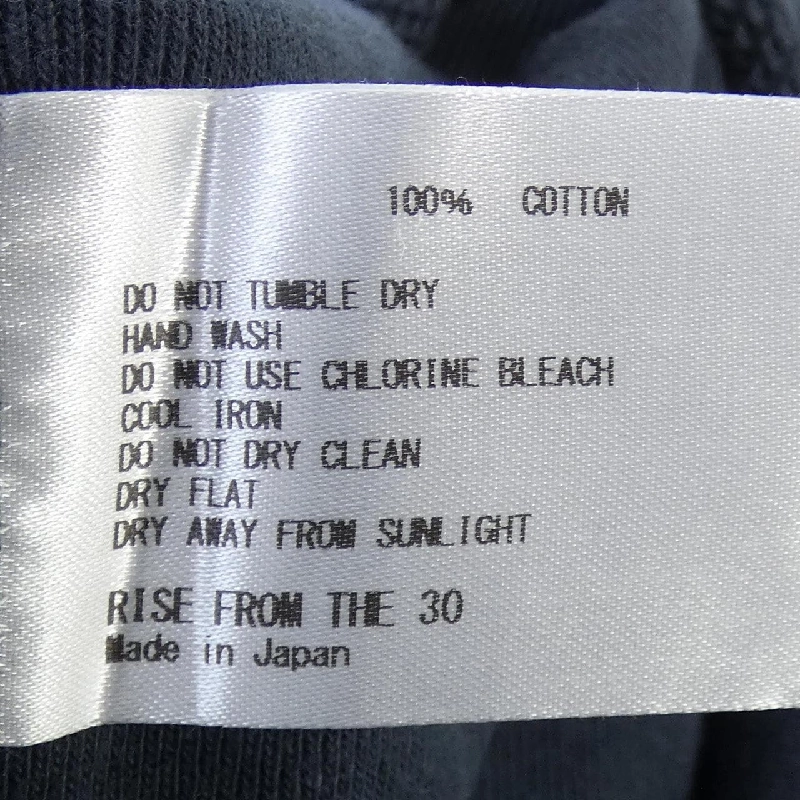 100% COTTON
DO NOT TUMBLE DRY
HAND WASH
DO NOT USE CHLORINE BLEACH
COOL IRON
DO NOT DRY CLEAN
DRY FLAT
DRY AWAY FROM SUNLIGHT
RISE FROM THE 30
Made in Japan